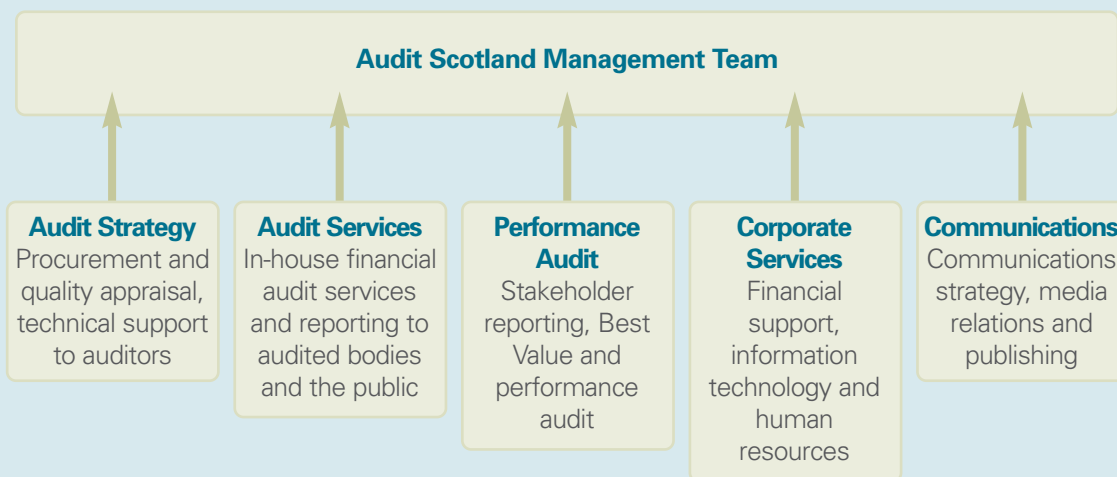 Audit Scotland Management Team
Audit Strategy
Procurement and
quality appraisal,
technical support
to auditors
Audit Services
In-house financial
audit services
and reporting to
audited bodies
and the public
Performance
Audit
Stakeholder
reporting, Best
Value and
performance
audit
Corporate
Services
Financial
support,
information
technology and
human
resources
Communications
Communications
strategy, media
relations and
publishing